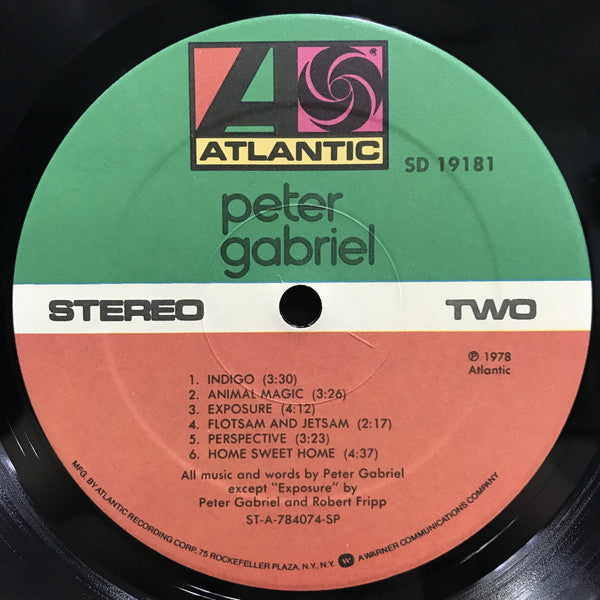 ATLANTIC
SD 19181
peter
gabriel
STEREO
TWO
℗ 1978
Atlantic
1. INDIGO (3:30)
2. ANIMAL MAGIC (3:26)
3. EXPOSURE (4:12)
4. FLOTSAM AND JETSAM (2:17)
5. PERSPECTIVE (3:23)
6. HOME SWEET HOME (4:37)
All music and words by Peter Gabriel
except "Exposure" by
Peter Gabriel and Robert Fripp
ST-A-784074-SP
MFG. BY ATLANTIC RECORDING CORP. 75 ROCKEFELLER PLAZA, N.Y., N.Y. A WARNER COMMUNICATIONS COMPANY